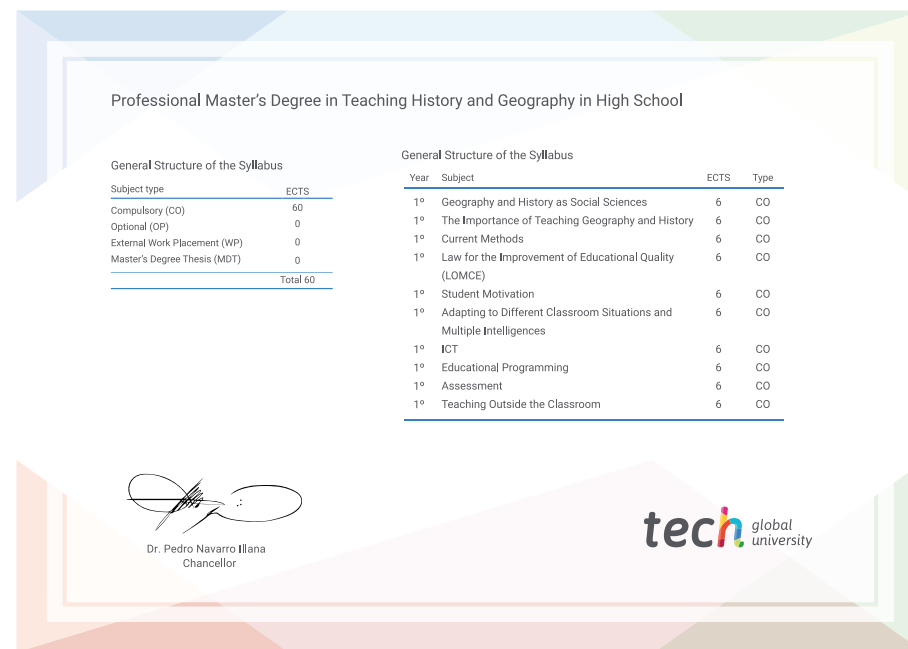 Professional Master's Degree in Teaching History and Geography in High School
General Structure of the Syllabus
Subject type ECTS
Compulsory (CO) 60
Optional (OP) 0
External Work Placement (WP) 0
Master's Degree Thesis (MDT) 0
Total 60
General Structure of the Syllabus
Year Subject ECTS Type
1º Geography and History as Social Sciences 6 CO
1º The Importance of Teaching Geography and History 6 CO
1º Current Methods 6 CO
1º Law for the Improvement of Educational Quality 6 CO
(LOMCE)
1º Student Motivation 6 CO
1º Adapting to Different Classroom Situations and 6 CO
Multiple Intelligences
1º ICT 6 CO
1º Educational Programming 6 CO
1º Assessment 6 CO
1º Teaching Outside the Classroom 6 CO
Dr. Pedro Navarro Illana
Chancellor
tech global
university